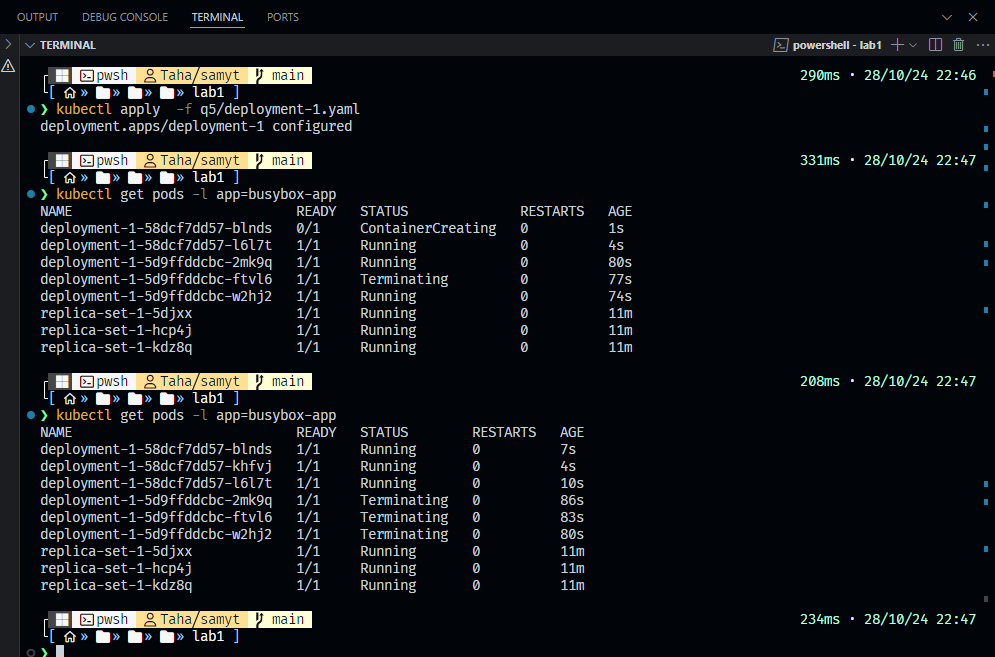 OUTPUT DEBUG CONSOLE TERMINAL PORTS
TERMINAL powershell - lab1
pwsh Taha/samyt main 290ms • 28/10/24 22:46
[ » » » » lab1 ]
❯ kubectl apply -f q5/deployment-1.yaml
deployment.apps/deployment-1 configured
pwsh Taha/samyt main 331ms • 28/10/24 22:47
[ » » » » lab1 ]
❯ kubectl get pods -l app=busybox-app
NAME READY STATUS RESTARTS AGE
deployment-1-58dcf7dd57-blnds 0/1 ContainerCreating 0 1s
deployment-1-58dcf7dd57-l6l7t 1/1 Running 0 4s
deployment-1-5d9ffddcbc-2mk9q 1/1 Running 0 80s
deployment-1-5d9ffddcbc-ftvl6 1/1 Terminating 0 77s
deployment-1-5d9ffddcbc-w2hj2 1/1 Running 0 74s
replica-set-1-5djxx 1/1 Running 0 11m
replica-set-1-hcp4j 1/1 Running 0 11m
replica-set-1-kdz8q 1/1 Running 0 11m
pwsh Taha/samyt main 208ms • 28/10/24 22:47
[ » » » » lab1 ]
❯ kubectl get pods -l app=busybox-app
NAME READY STATUS RESTARTS AGE
deployment-1-58dcf7dd57-blnds 1/1 Running 0 7s
deployment-1-58dcf7dd57-khfvj 1/1 Running 0 4s
deployment-1-58dcf7dd57-l6l7t 1/1 Running 0 10s
deployment-1-5d9ffddcbc-2mk9q 1/1 Terminating 0 86s
deployment-1-5d9ffddcbc-ftvl6 1/1 Terminating 0 83s
deployment-1-5d9ffddcbc-w2hj2 1/1 Terminating 0 80s
replica-set-1-5djxx 1/1 Running 0 11m
replica-set-1-hcp4j 1/1 Running 0 11m
replica-set-1-kdz8q 1/1 Running 0 11m
pwsh Taha/samyt main 234ms • 28/10/24 22:47
[ » » » » lab1 ]
❯